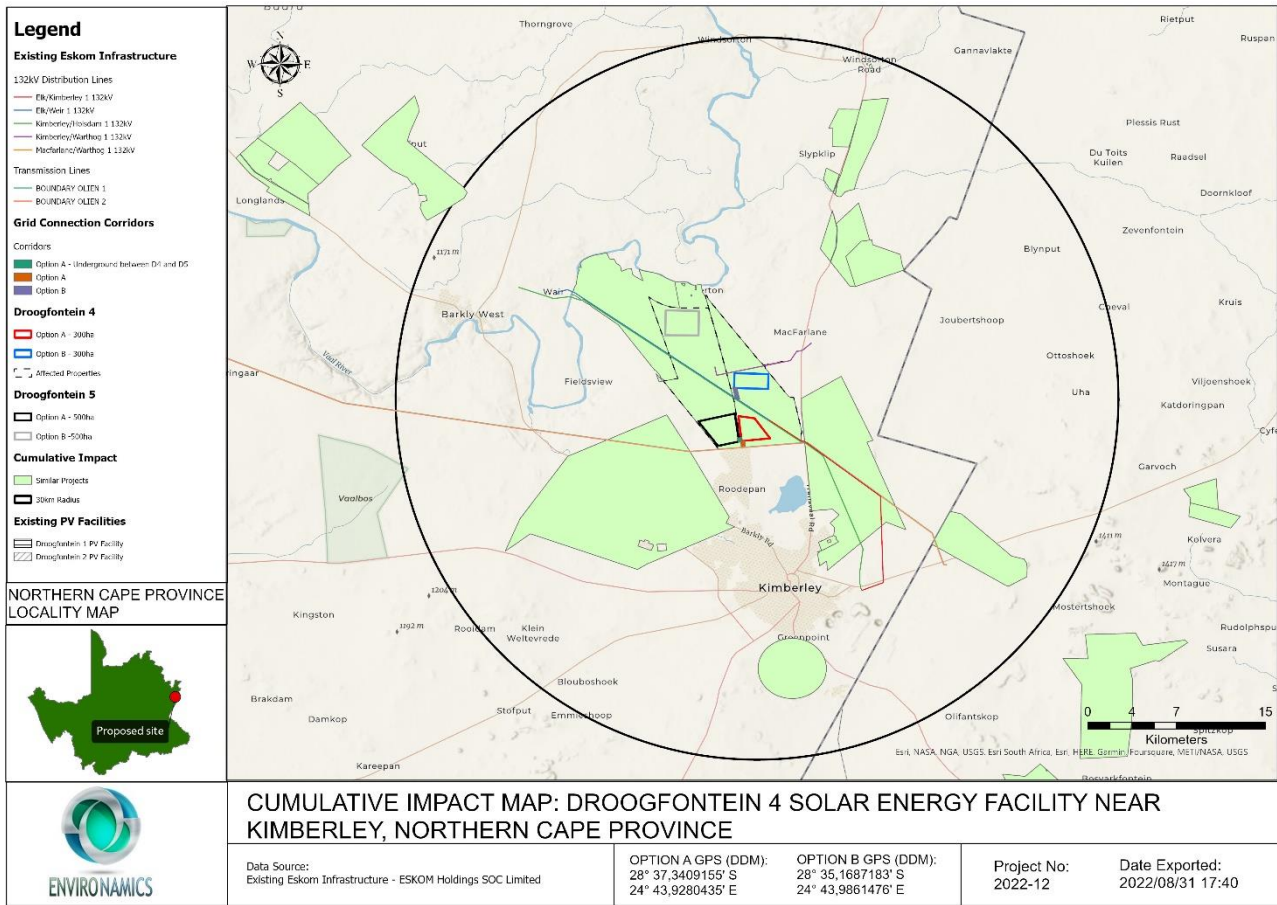 Legend
Existing Eskom Infrastructure
132kV Distribution Lines
Elk/Kimberley 1 132kV
Elk/Weir 1 132kV
Kimberley/Holsdam 1 132kV
Kimberley/Warthog 1 132kV
Macfarlane/Warthog 1 132kV
Transmission Lines
BOUNDARY OLIEN 1
BOUNDARY OLIEN 2
Grid Connection Corridors
Corridors
Option A - Underground between D4 and D5
Option A
Option B
Droogfontein 4
Option A - 300ha
Option B - 300ha
Affected Properties
Droogfontein 5
Option A - 500ha
Option B -500ha
Cumulative Impact
Similar Projects
30km Radius
Existing PV Facilities
Droogfontein 1 PV Facility
Droogfontein 2 PV Facility
NORTHERN CAPE PROVINCE
LOCALITY MAP
Proposed site
ENVIRONAMICS
N
W E
S
Thorngrove
Windsorton
Windsorton
Road
Gannavlakte
Rietput
Ruspan
Plessis Rust
Du Toits
Kuilen
Raadsel
Doornkloof
Slypklip
Longlands
Zevenfontein
Blynput
1171 m
Barkly West
MacFarlane
Joubertshoop
Kruis
Ottoshoek
Vaal River
Fieldsview
Uha
Viljoenshoek
Katdoringpan
Garvoch
Vaalbos
Roodepan
Barkly Rd
Kolvera
1411 m
1417 m
Montague
Kimberley
1204 m
Mostertshoek
Kingston
1192 m
Rooidam
Klein
Weltevrede
Greenpoint
Susara
Blouboshoek
Brakdam
Stofput
Damkop
Olifantskop
Kareepan
0 4 7 15
Kilometers
Esri, NASA, NGA, USGS, Esri South Africa, Esri, HERE, Garmin, Foursquare, METI/NASA, USGS
CUMULATIVE IMPACT MAP: DROOGFONTEIN 4 SOLAR ENERGY FACILITY NEAR
KIMBERLEY, NORTHERN CAPE PROVINCE
Data Source:
Existing Eskom Infrastructure - ESKOM Holdings SOC Limited
OPTION A GPS (DDM):
28° 37,3409155' S
24° 43,9280435' E
OPTION B GPS (DDM):
28° 35,1687183' S
24° 43,9861476' E
Project No:
2022-12
Date Exported:
2022/08/31 17:40